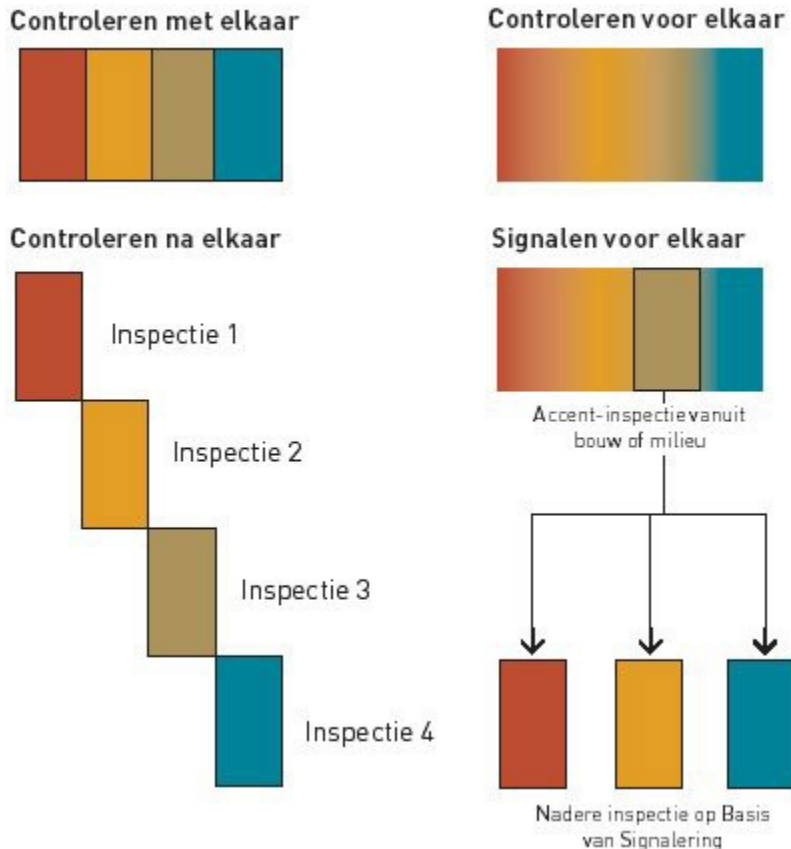 Controleren met elkaar
Controleren voor elkaar
Controleren na elkaar
Inspectie 1
Inspectie 2
Inspectie 3
Inspectie 4
Signalen voor elkaar
Accent-inspectie vanuit
bouw of milieu
Nadere inspectie op Basis
van Signalering